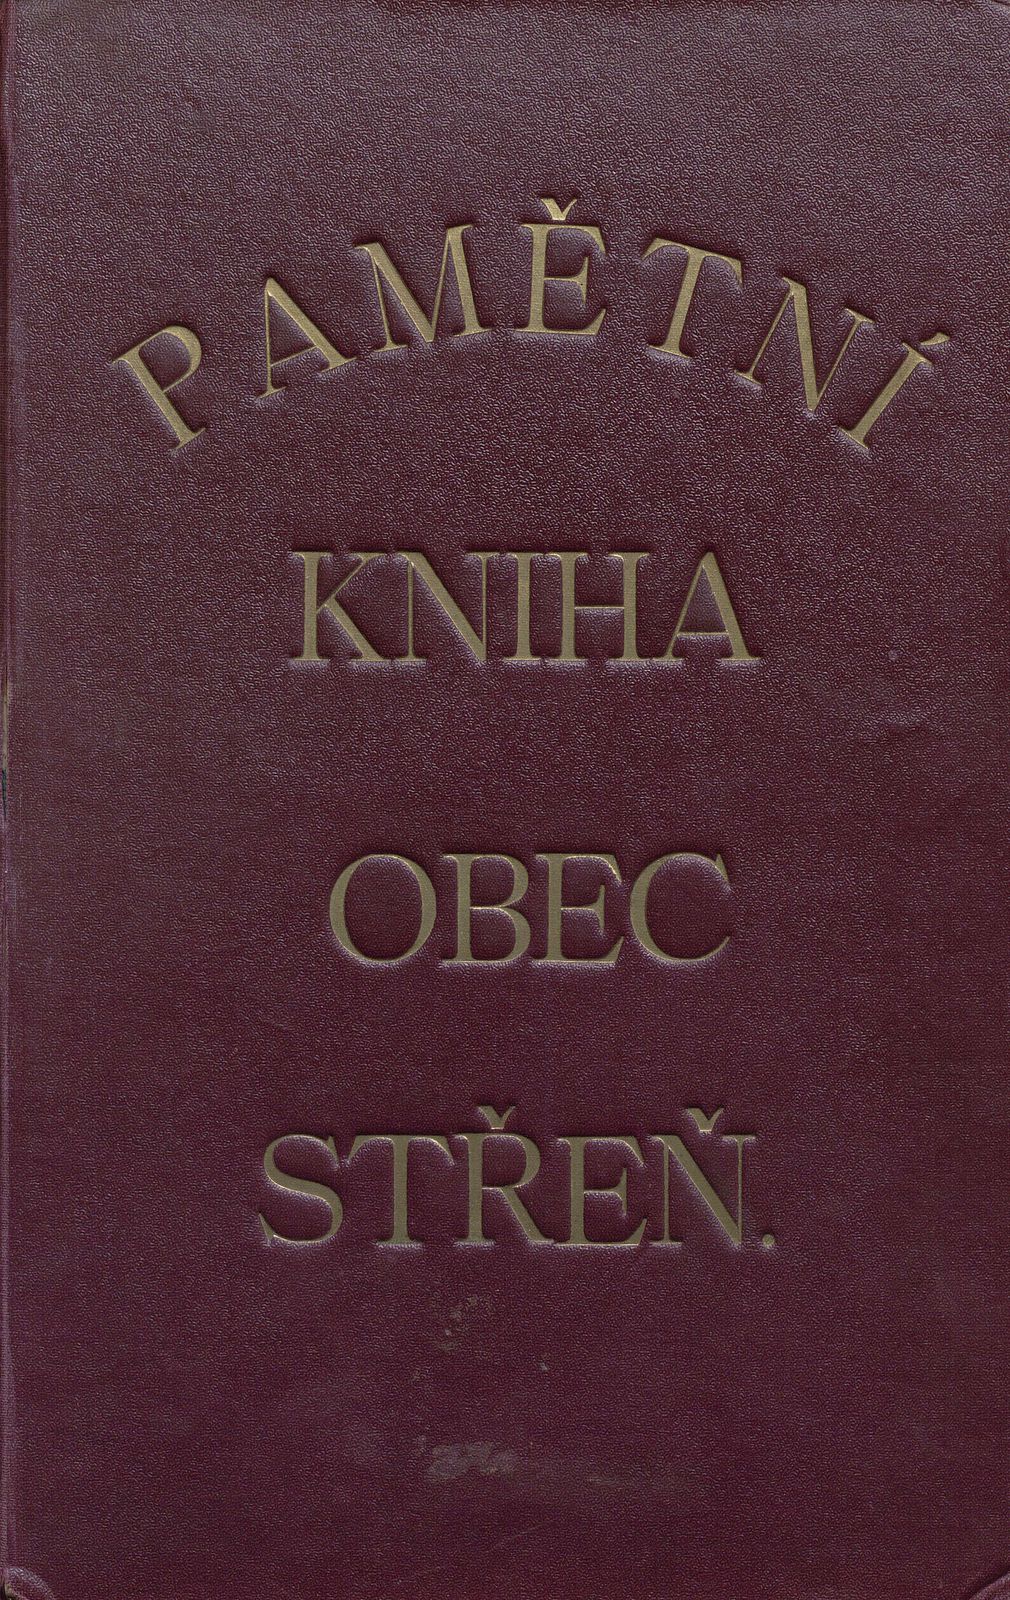 PAMĚTNÍ
KNIHA
OBEC
STŘEŇ.